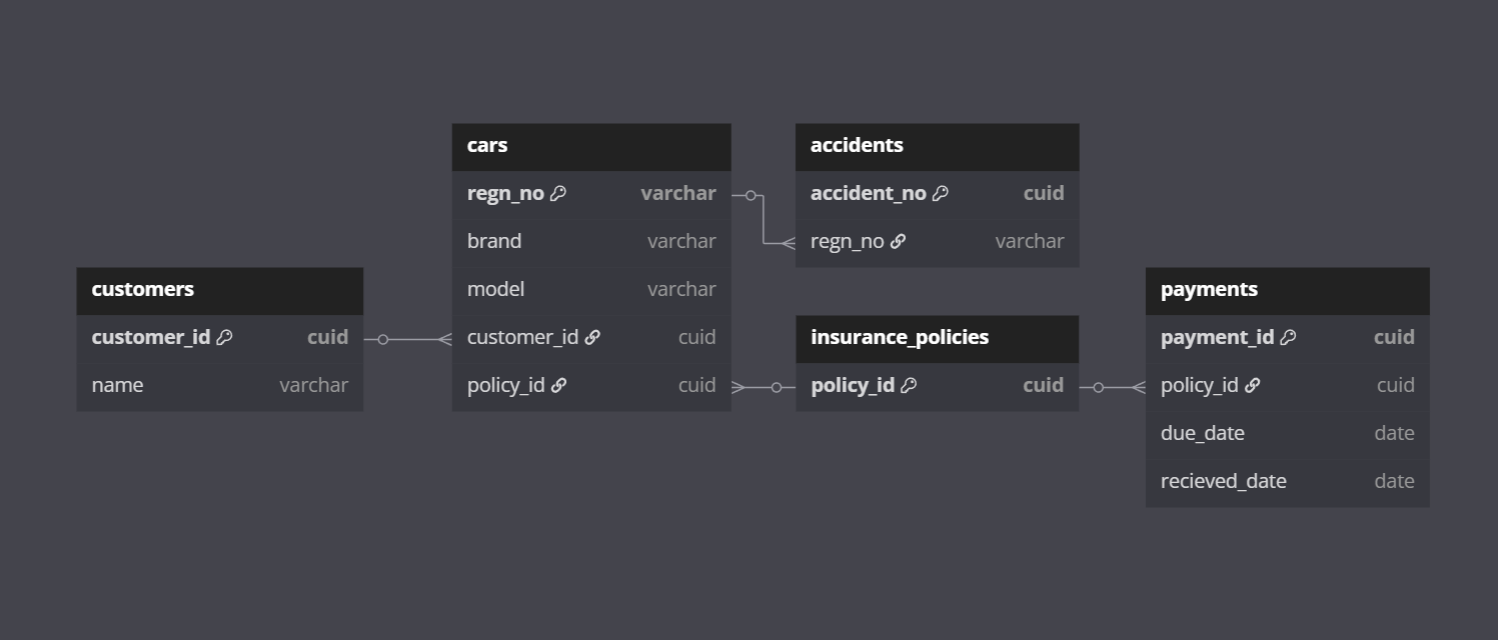 customers
customer_id cuid
name varchar
cars
regn_no varchar
brand varchar
model varchar
customer_id cuid
policy_id cuid
accidents
accident_no cuid
regn_no varchar
insurance_policies
policy_id cuid
payments
payment_id cuid
policy_id cuid
due_date date
recieved_date date